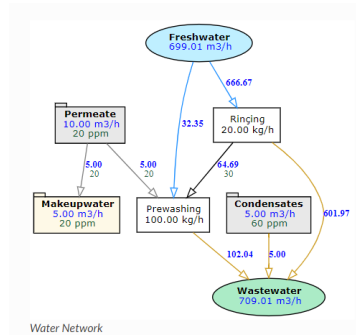 Freshwater
699.01 m3/h
666.67
Permeate
10.00 m3/h
20 ppm
32.35
Rinçing
20.00 kg/h
5.00
20
5.00
20
64.69
30
Makeupwater
5.00 m3/h
20 ppm
Prewashing
100.00 kg/h
Condensates
5.00 m3/h
60 ppm
601.97
102.04
5.00
Wastewater
709.01 m3/h
Water Network